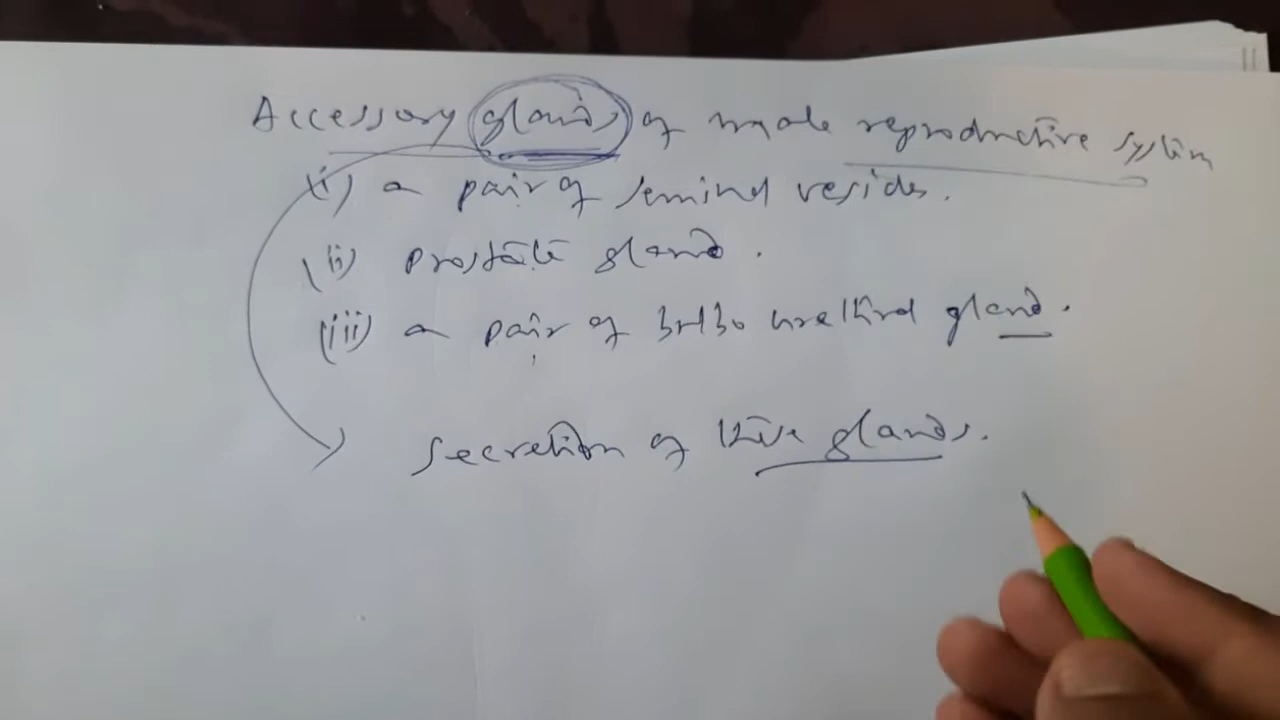 Accessory glands of male reproductive system
(i) a pair of seminal vesicles.
(ii) prostate gland.
(iii) a pair of bulbo urethral gland.
secretion of these glands.